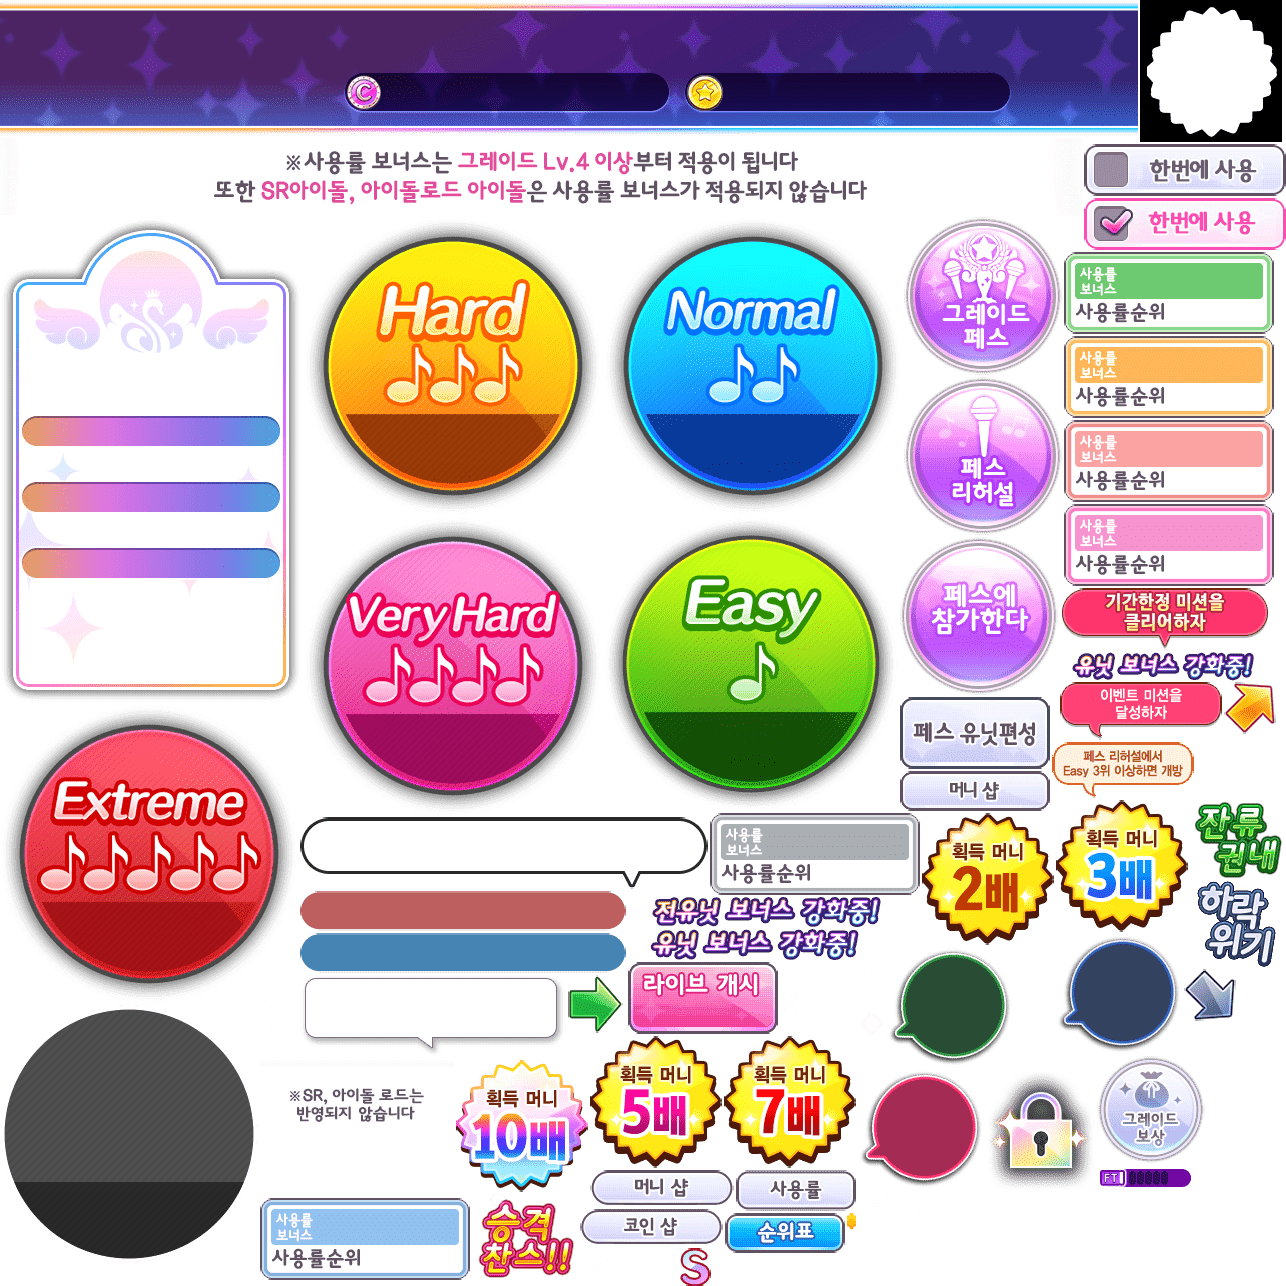 C
※사용률 보너스는 그레이드 Lv.4 이상부터 적용이 됩니다
또한 SR아이돌, 아이돌로드 아이돌은 사용률 보너스가 적용되지 않습니다
한번에 사용
한번에 사용
Hard
Normal
그레이드
페스
사용률
보너스
사용률순위
사용률
보너스
사용률순위
페스
리허설
사용률
보너스
사용률순위
사용률
보너스
사용률순위
Very Hard
Easy
페스에
참가한다
기간한정 미션을
클리어하자
유닛 보너스 강화중!
이벤트 미션을
달성하자
페스 유닛편성
페스 리허설에서
Easy 3위 이상하면 개방
머니 샵
Extreme
사용률
보너스
사용률순위
획득 머니
2배
획득 머니
3배
잔류
권내
하락
위기
전유닛 보너스 강화중!
유닛 보너스 강화중!
라이브 개시
※SR, 아이돌 로드는
반영되지 않습니다
획득 머니
10배
획득 머니
5배
획득 머니
7배
그레이드
보상
FT
머니 샵
사용률
코인 샵
순위표
사용률
보너스
사용률순위
승격
찬스!!
S